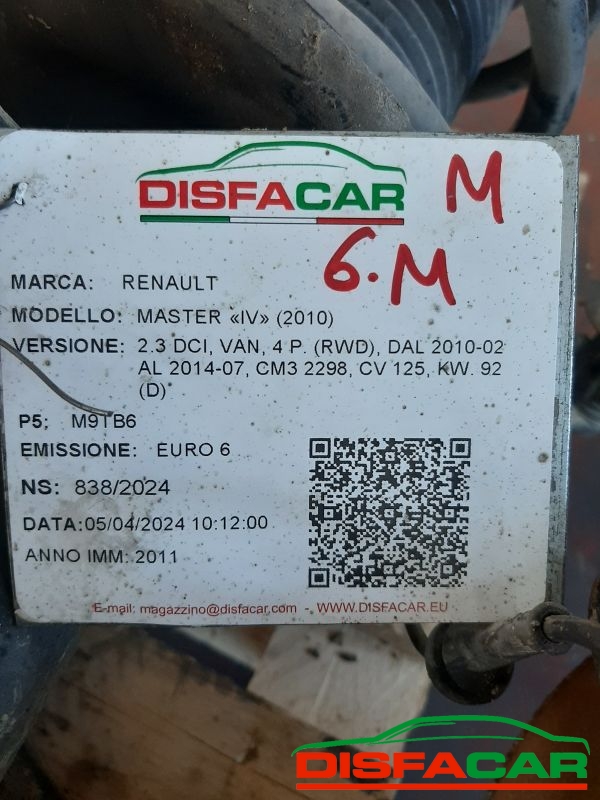 DISFACAR
M
6.M
MARCA: RENAULT
MODELLO: MASTER «IV» (2010)
VERSIONE: 2.3 DCI, VAN, 4 P. (RWD), DAL 2010-02
AL 2014-07, CM3 2298, CV 125, KW. 92
(D)
P5: M9TB6
EMISSIONE: EURO 6
NS: 838/2024
DATA:05/04/2024 10:12:00
ANNO IMM: 2011
E-mail: magazzino@disfacar.com - WWW.DISFACAR.EU
DISFACAR